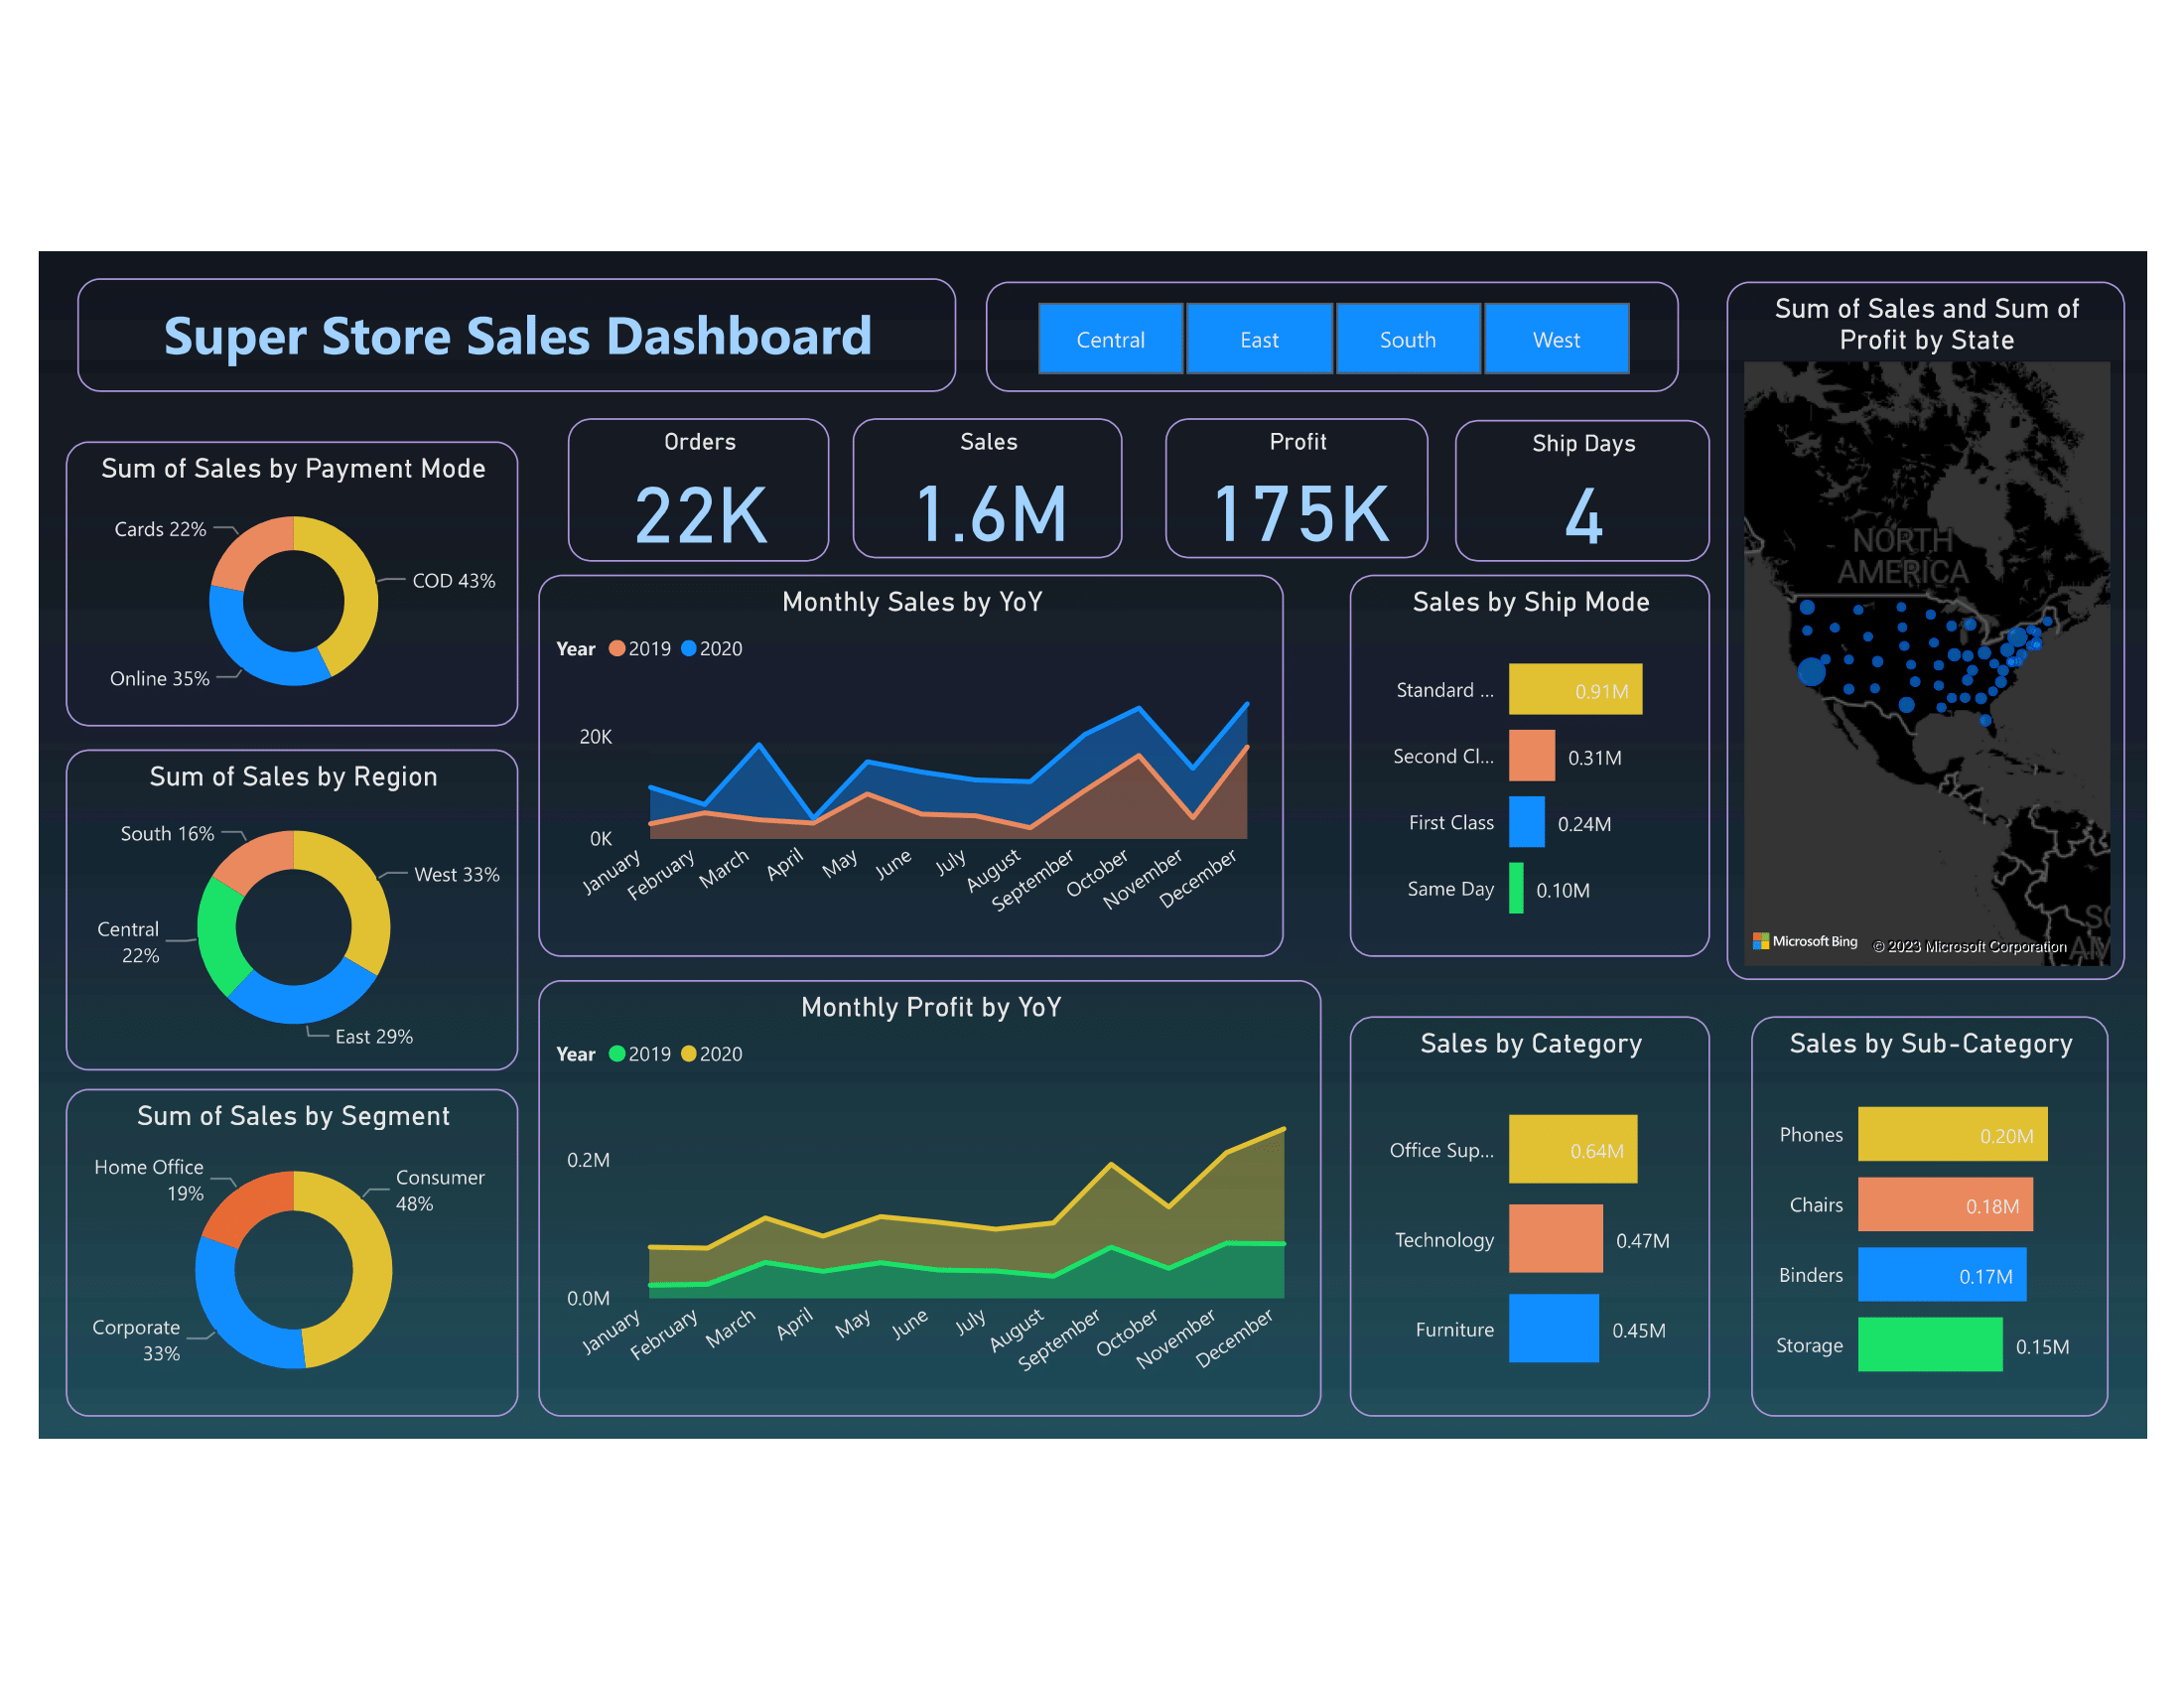 Super Store Sales Dashboard
Central
East
South
West
Sum of Sales and Sum of
Profit by State
NORTH
AMERICA
Microsoft Bing
© 2023 Microsoft Corporation
Orders
22K
Sales
1.6M
Profit
175K
Ship Days
4
Sum of Sales by Payment Mode
Cards 22%
COD 43%
Online 35%
Sum of Sales by Region
South 16%
West 33%
Central
22%
East 29%
Sum of Sales by Segment
Home Office
19%
Consumer
48%
Corporate
33%
Monthly Sales by YoY
Year 2019 2020
20K
0K
January
February
March
April
May
June
July
August
September
October
November
December
Monthly Profit by YoY
Year 2019 2020
0.2M
0.0M
January
February
March
April
May
June
July
August
September
October
November
December
Sales by Ship Mode
Standard ... 0.91M
Second Cl... 0.31M
First Class 0.24M
Same Day 0.10M
Sales by Category
Office Sup... 0.64M
Technology 0.47M
Furniture 0.45M
Sales by Sub-Category
Phones 0.20M
Chairs 0.18M
Binders 0.17M
Storage 0.15M